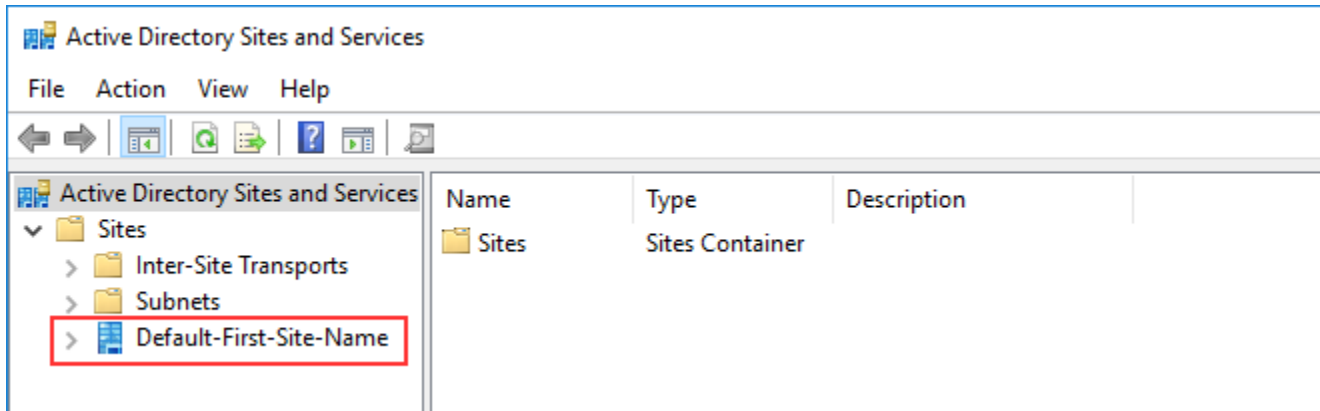 Active Directory Sites and Services
File Action View Help
Active Directory Sites and Services
Sites
Inter-Site Transports
Subnets
Default-First-Site-Name
Name Type Description
Sites Sites Container